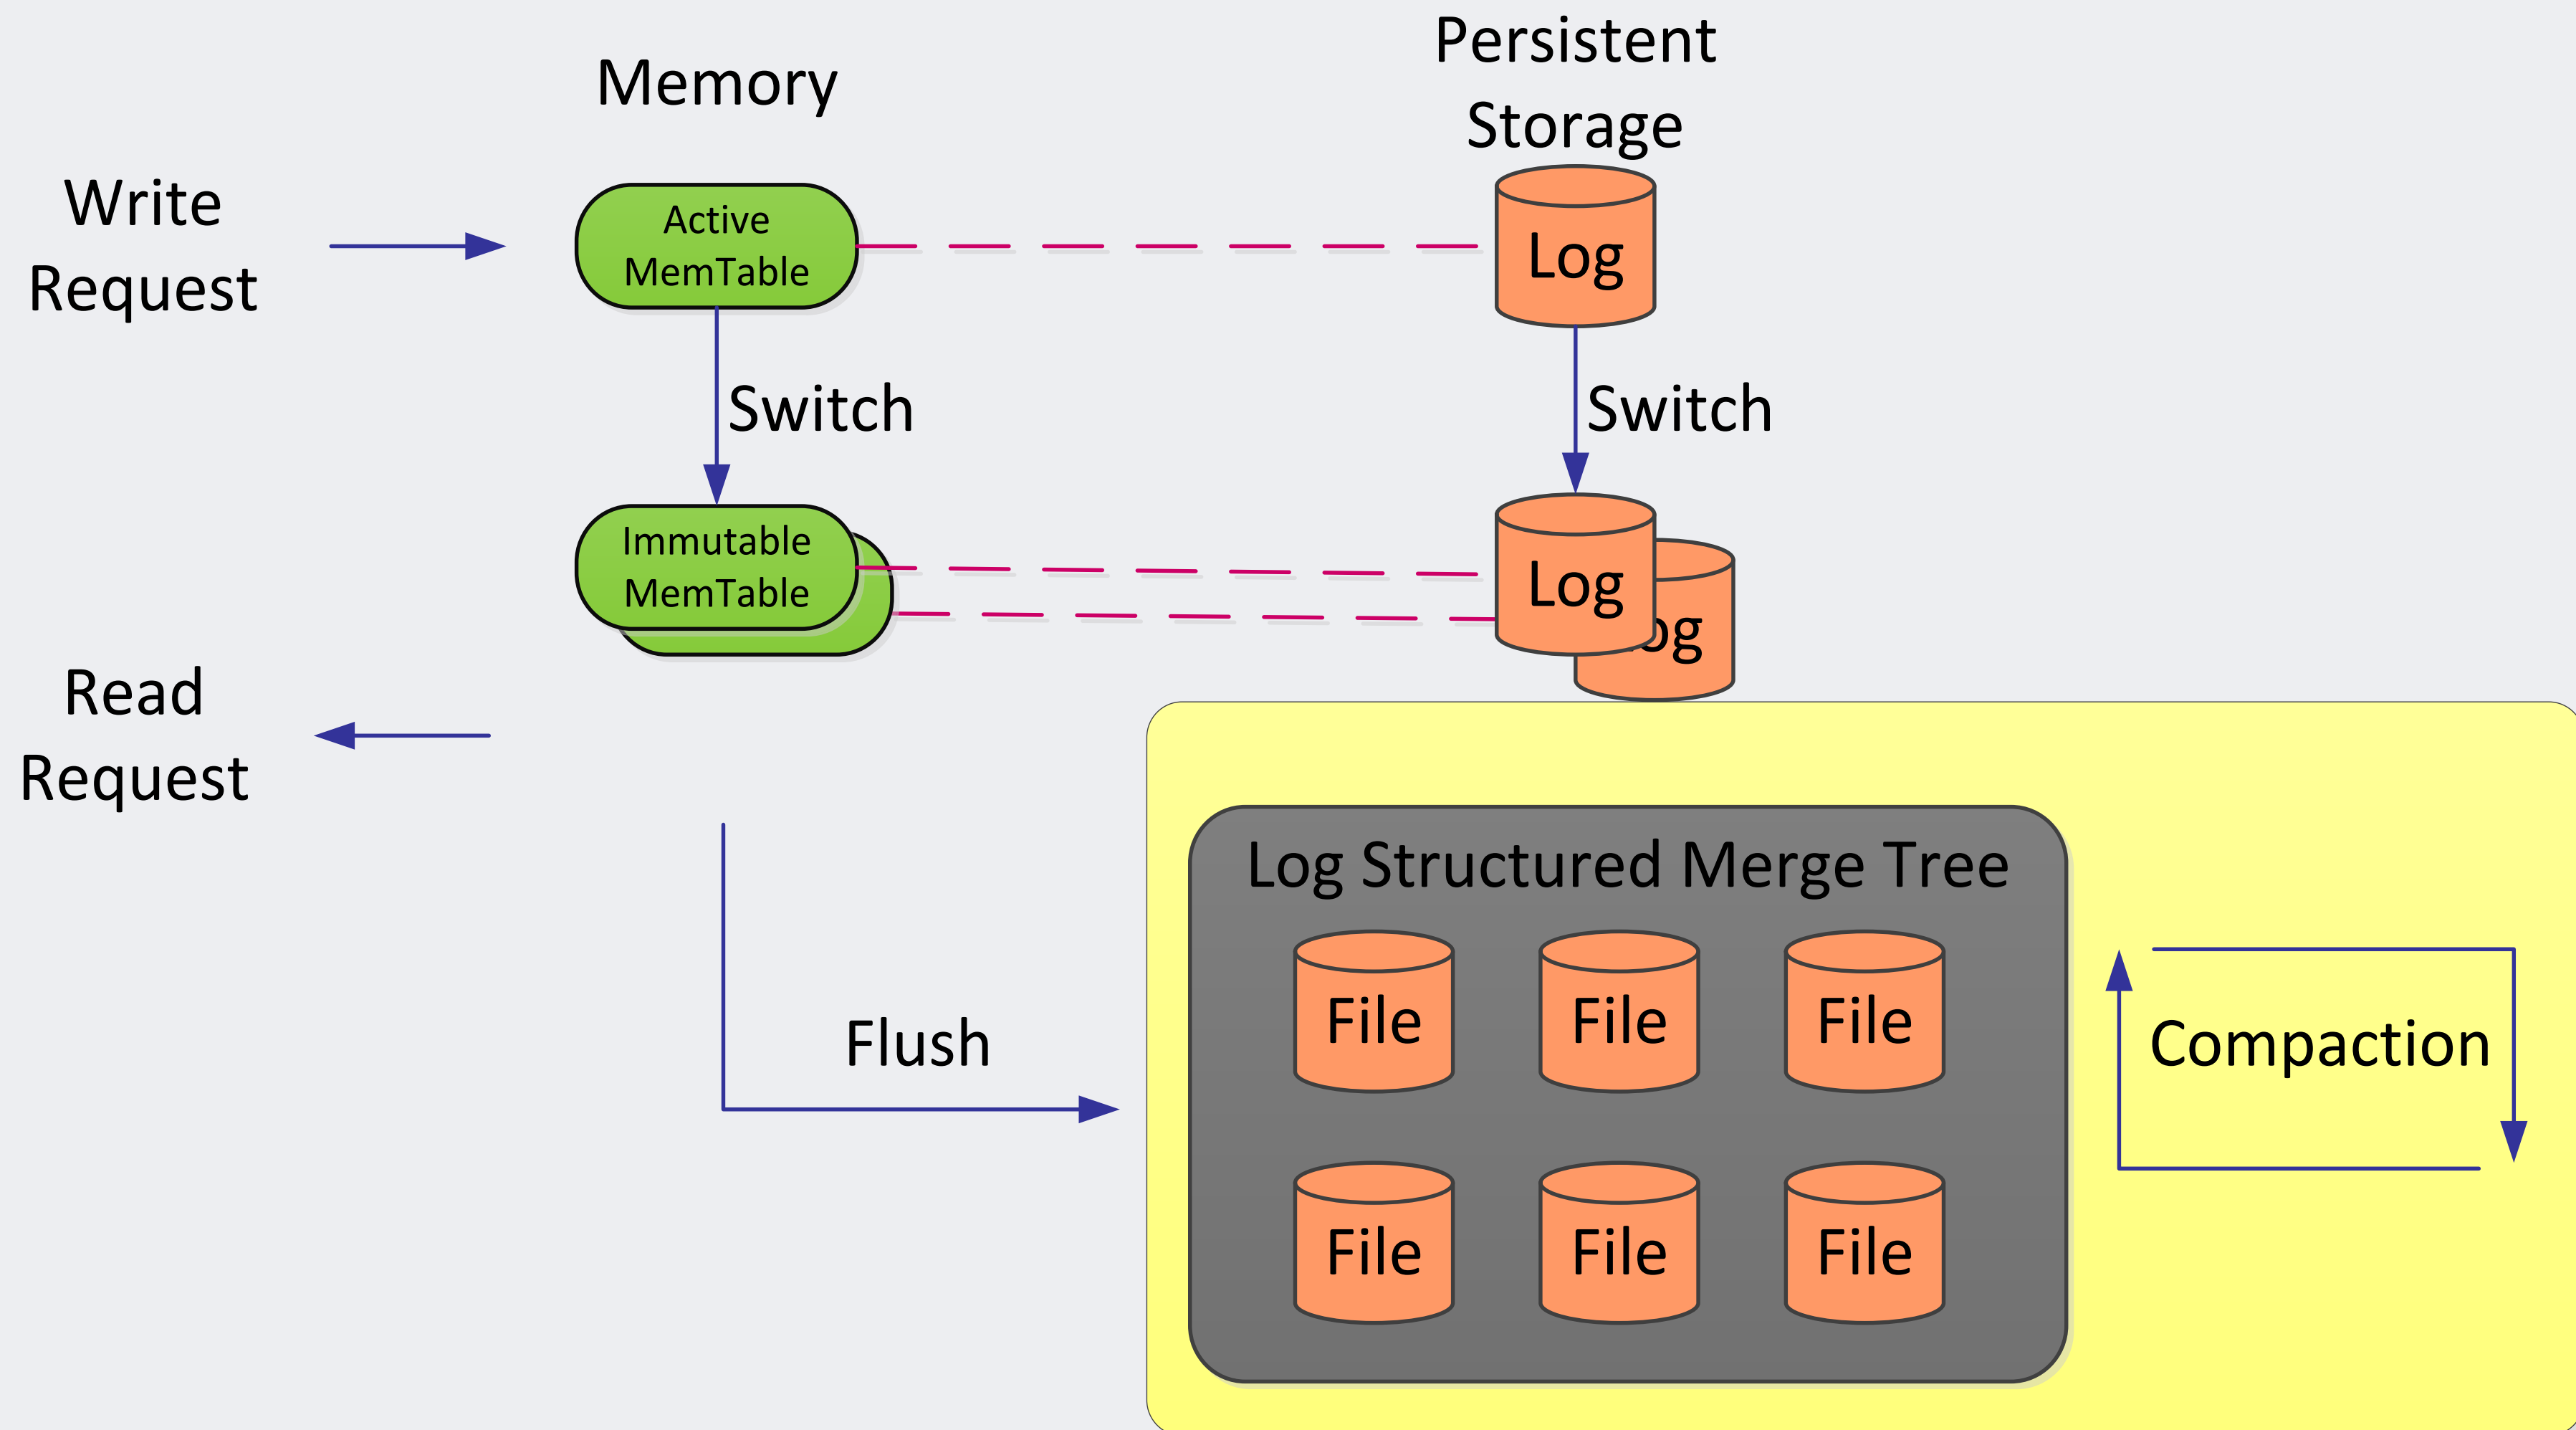 Memory
Persistent
Storage
Write
Request
Active
MemTable
Log
Switch
Switch
Immutable
MemTable
Log
Read
Request
Log Structured Merge Tree
File
File
File
Flush
Compaction
File
File
File